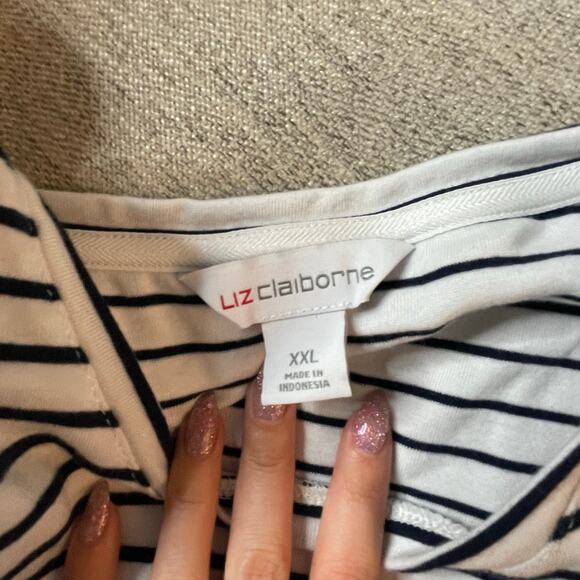 LIZ claiborne
XXL
MADE IN
INDONESIA